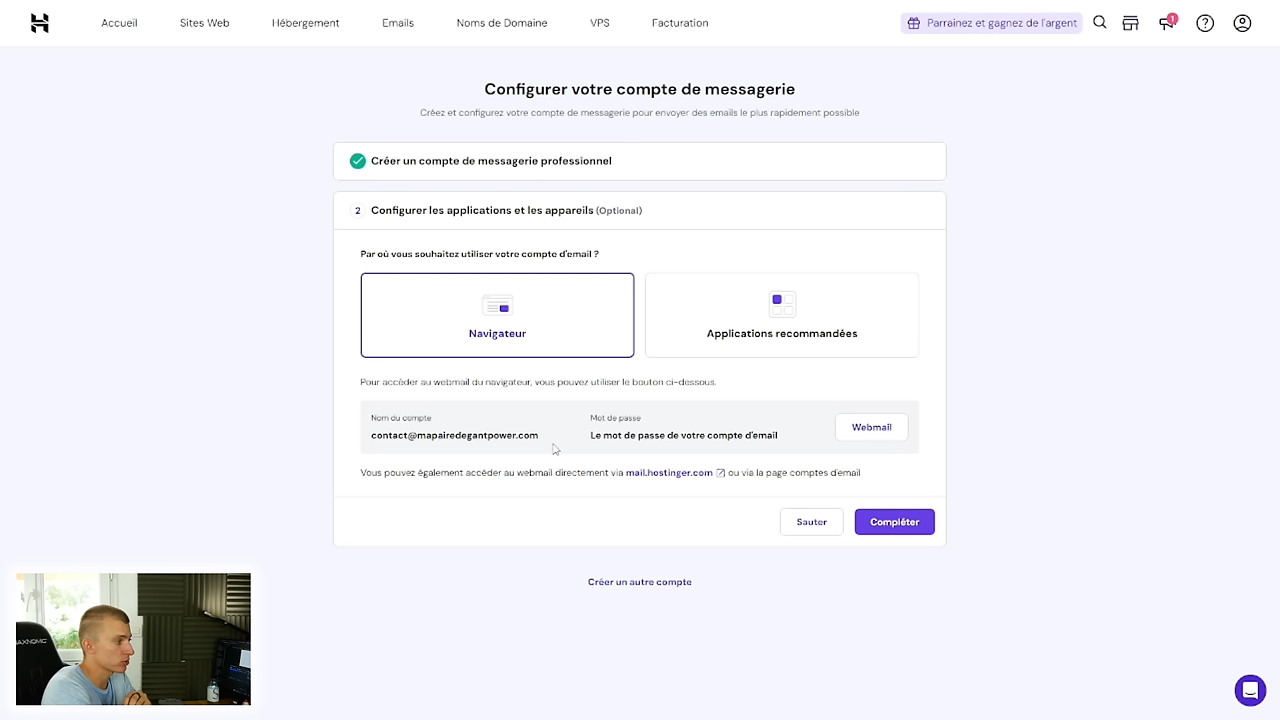 Accueil
Sites Web
Hébergement
Emails
Noms de Domaine
VPS
Facturation
Parrainez et gagnez de l'argent
1
Configurer votre compte de messagerie
Créez et configurez votre compte de messagerie pour envoyer des emails le plus rapidement possible
Créer un compte de messagerie professionnel
2 Configurer les applications et les appareils (Optional)
Par où vous souhaitez utiliser votre compte d'email ?
Navigateur
Applications recommandées
Pour accéder au webmail du navigateur, vous pouvez utiliser le bouton ci-dessous.
Nom du compte
Mot de passe
contact@mapairedegantpower.com
Le mot de passe de votre compte d'email
Webmail
Vous pouvez également accéder au webmail directement via mail.hostinger.com ou via la page comptes d'email
Sauter
Compléter
Créer un autre compte